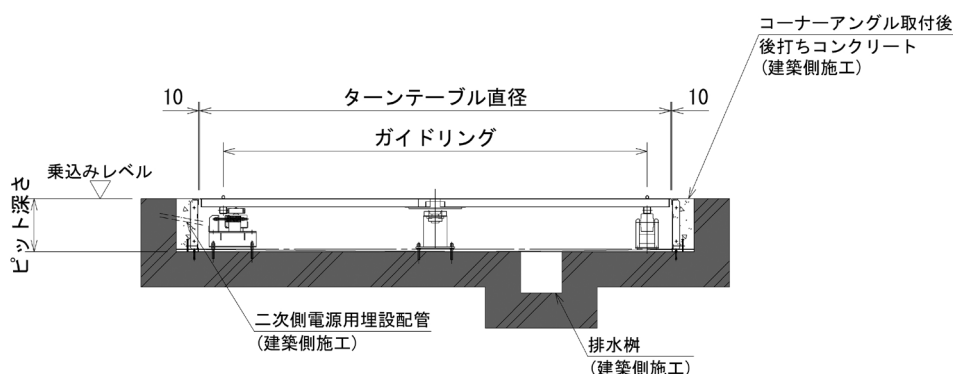 コーナーアングル取付後
後打ちコンクリート
(建築側施工)
10
ターンテーブル直径
10
ガイドリング
乗込みレベル
ピット深さ
二次側電源用埋設配管
(建築側施工)
排水桝
(建築側施工)